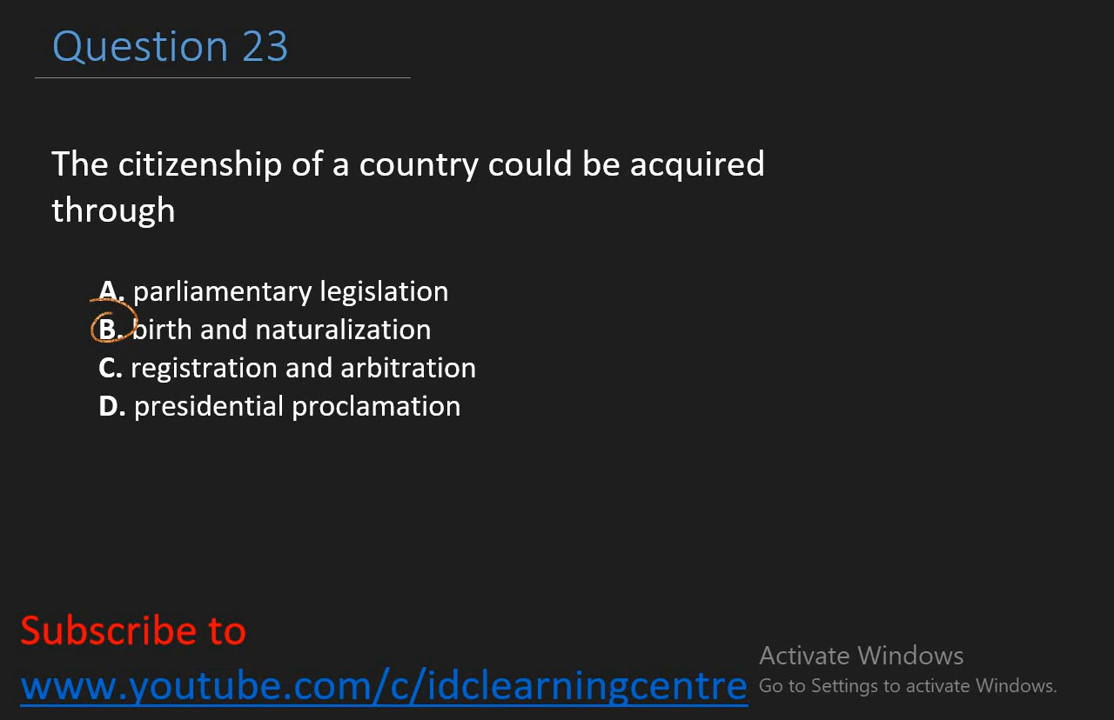 Question 23
The citizenship of a country could be acquired
through
A. parliamentary legislation
B. birth and naturalization
C. registration and arbitration
D. presidential proclamation
Subscribe to
www.youtube.com/c/idclearningcentre
Activate Windows
Go to Settings to activate Windows.